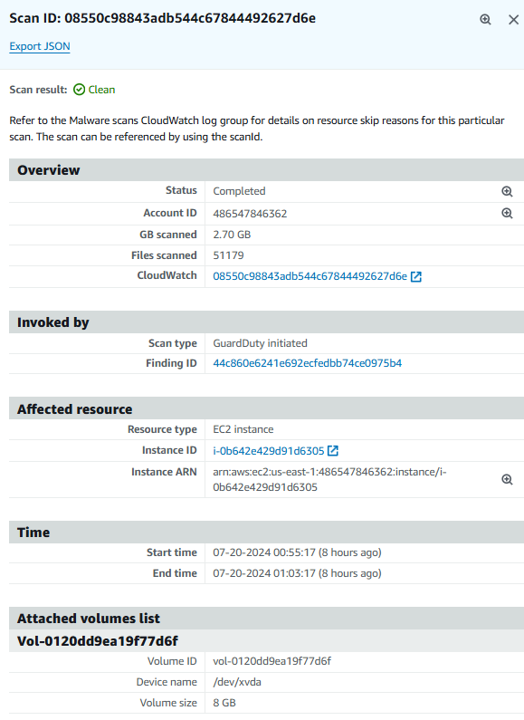 Scan ID: 08550c98843adb544c67844492627d6e
Export JSON
Scan result: Clean
Refer to the Malware scans CloudWatch log group for details on resource skip reasons for this particular
scan. The scan can be referenced by using the scanId.
Overview
Status Completed
Account ID 486547846362
GB scanned 2.70 GB
Files scanned 51179
CloudWatch 08550c98843adb544c67844492627d6e
Invoked by
Scan type GuardDuty initiated
Finding ID 44c860e6241e692ecfedbb74ce0975b4
Affected resource
Resource type EC2 instance
Instance ID i-0b642e429d91d6305
Instance ARN arn:aws:ec2:us-east-1:486547846362:instance/i-
0b642e429d91d6305
Time
Start time 07-20-2024 00:55:17 (8 hours ago)
End time 07-20-2024 01:03:17 (8 hours ago)
Attached volumes list
Vol-0120dd9ea19f77d6f
Volume ID vol-0120dd9ea19f77d6f
Device name /dev/xvda
Volume size 8 GB